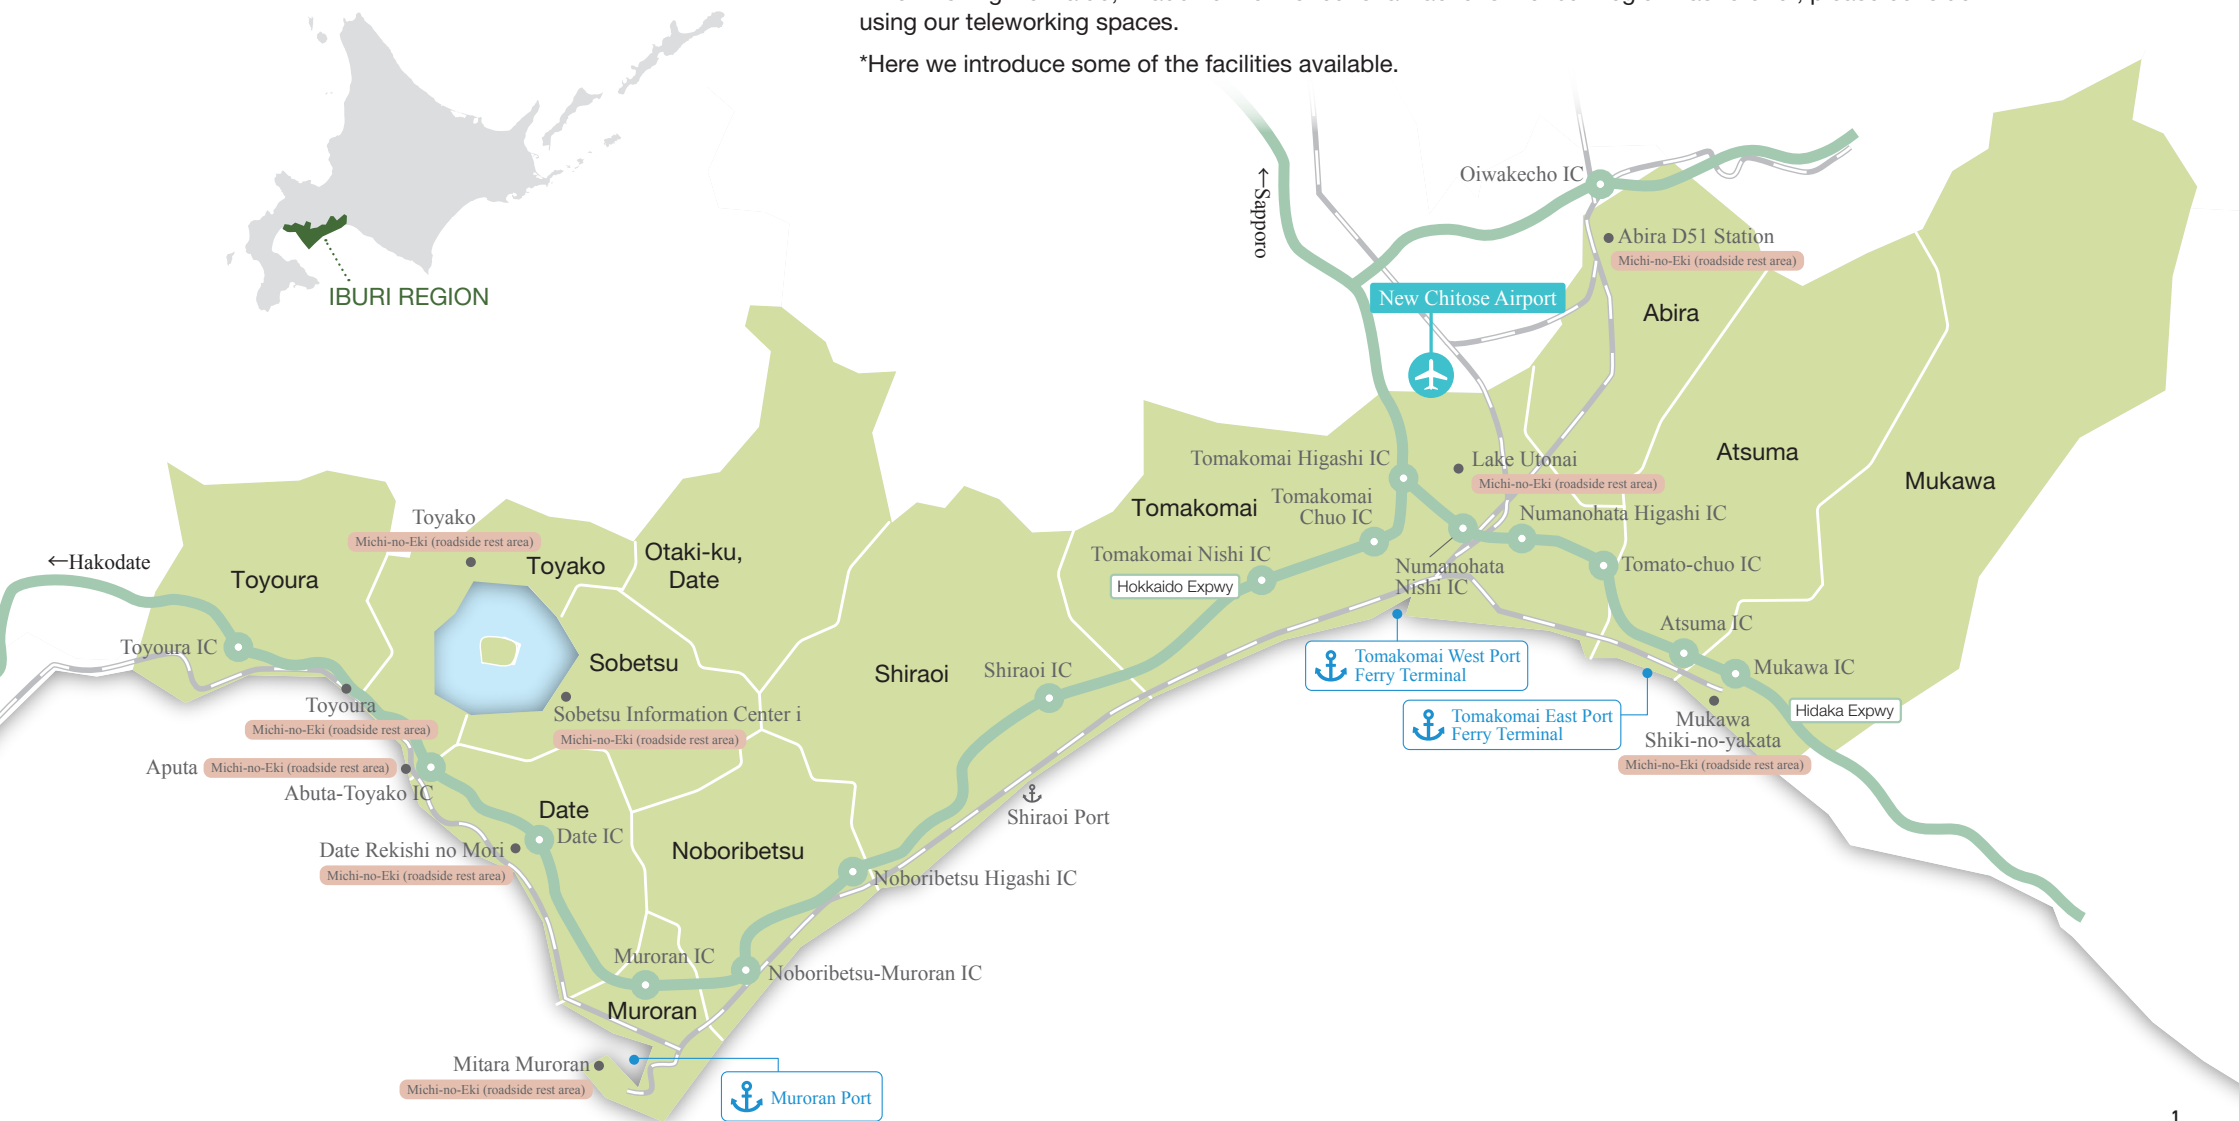 using our teleworking spaces.
*Here we introduce some of the facilities available.
IBURI REGION
←Sapporo
Oiwakecho IC
Abira D51 Station
Michi-no-Eki (roadside rest area)
New Chitose Airport
Abira
Tomakomai Higashi IC
Lake Utonai
Michi-no-Eki (roadside rest area)
Atsuma
Mukawa
Tomakomai
Tomakomai
Chuo IC
Numanohata Higashi IC
Tomakomai Nishi IC
Hokkaido Expwy
Numanohata
Nishi IC
Tomato-chuo IC
Toyako
Michi-no-Eki (roadside rest area)
Toyako
Otaki-ku,
Date
←Hakodate
Toyoura
Toyoura IC
Sobetsu
Shiraoi
Shiraoi IC
Atsuma IC
Mukawa IC
Tomakomai West Port
Ferry Terminal
Tomakomai East Port
Ferry Terminal
Hidaka Expwy
Mukawa
Shiki-no-yakata
Michi-no-Eki (roadside rest area)
Toyoura
Michi-no-Eki (roadside rest area)
Sobetsu Information Center i
Michi-no-Eki (roadside rest area)
Aputa
Michi-no-Eki (roadside rest area)
Abuta-Toyako IC
Date
Date IC
Shiraoi Port
Date Rekishi no Mori
Michi-no-Eki (roadside rest area)
Noboribetsu
Noboribetsu Higashi IC
Muroran IC
Noboribetsu-Muroran IC
Muroran
Mitara Muroran
Michi-no-Eki (roadside rest area)
Muroran Port
1